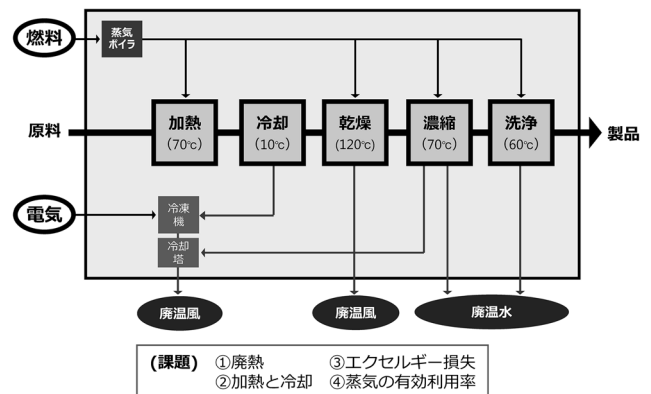 燃料
蒸気
ボイラ
原料
加熱
(70℃)
冷却
(10℃)
乾燥
(120℃)
濃縮
(70℃)
洗浄
(60℃)
製品
電気
冷凍
機
冷却
塔
廃温風
廃温風
廃温水
(課題) ①廃熱 ③エクセルギー損失
②加熱と冷却 ④蒸気の有効利用率